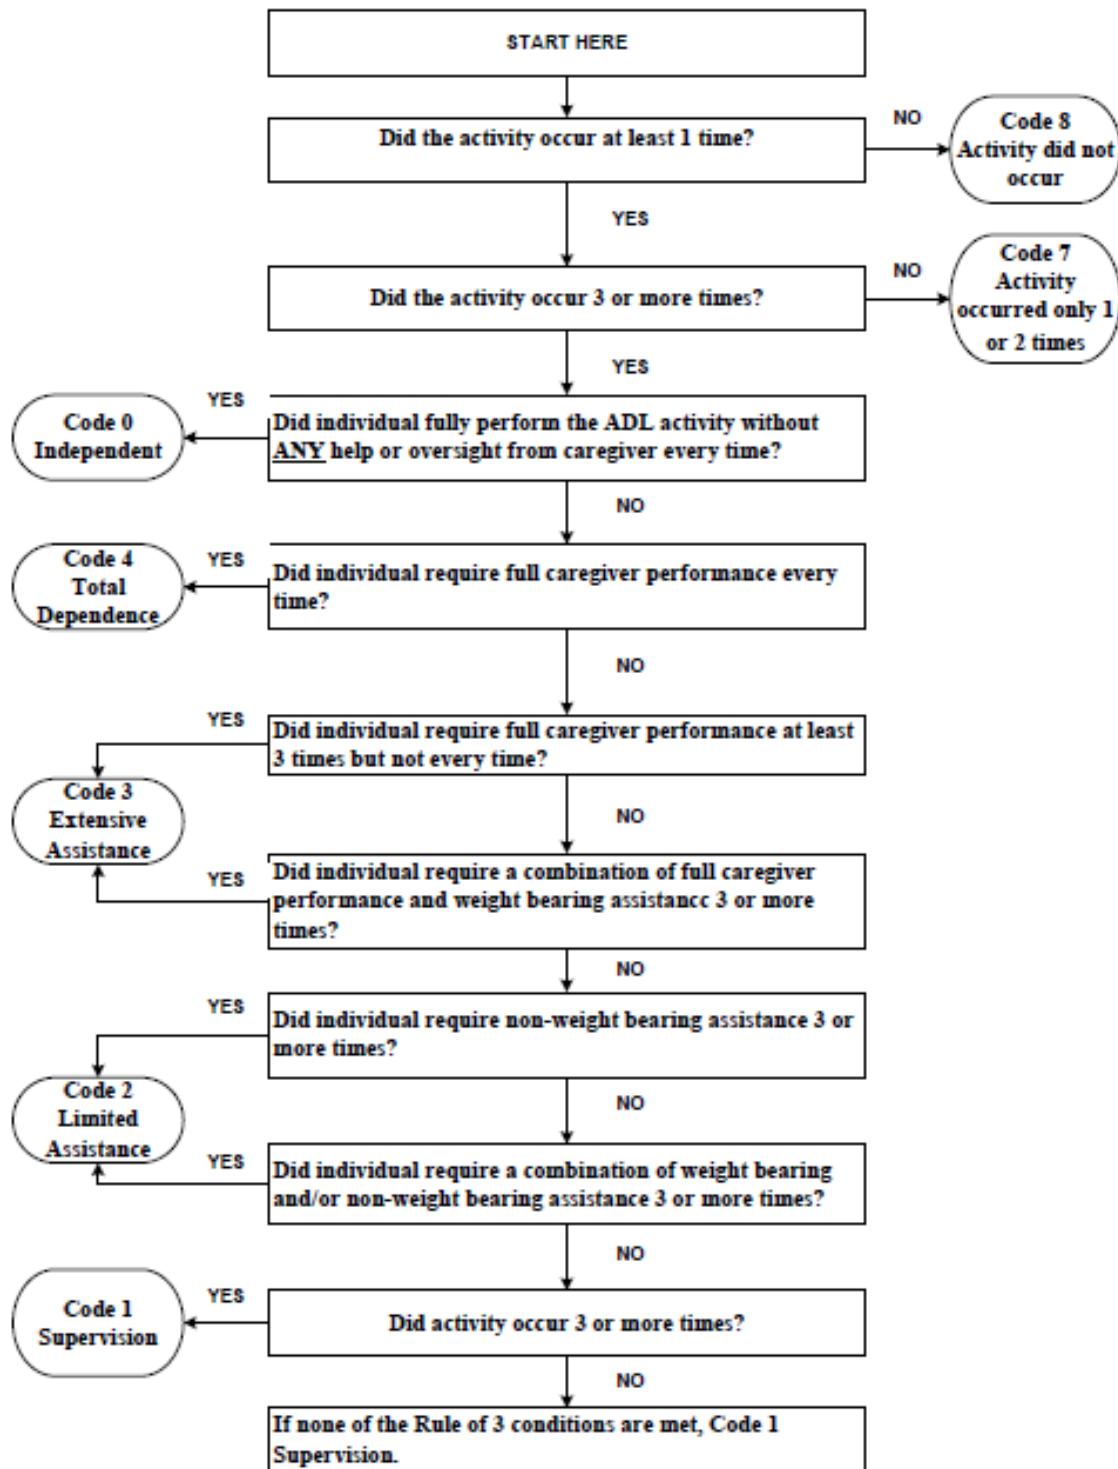 START HERE
Did the activity occur at least 1 time?
NO
Code 8
Activity did not
occur
YES
Did the activity occur 3 or more times?
NO
Code 7
Activity
occurred only 1
or 2 times
YES
Did individual fully perform the ADL activity without
ANY help or oversight from caregiver every time?
YES
Code 0
Independent
NO
Did individual require full caregiver performance every
time?
YES
Code 4
Total
Dependence
NO
Did individual require full caregiver performance at least
3 times but not every time?
YES
Code 3
Extensive
Assistance
NO
Did individual require a combination of full caregiver
performance and weight bearing assistancc 3 or more
times?
YES
NO
Did individual require non-weight bearing assistance 3 or
more times?
YES
Code 2
Limited
Assistance
NO
Did individual require a combination of weight bearing
and/or non-weight bearing assistance 3 or more times?
YES
NO
Did activity occur 3 or more times?
YES
Code 1
Supervision
NO
If none of the Rule of 3 conditions are met, Code 1
Supervision.